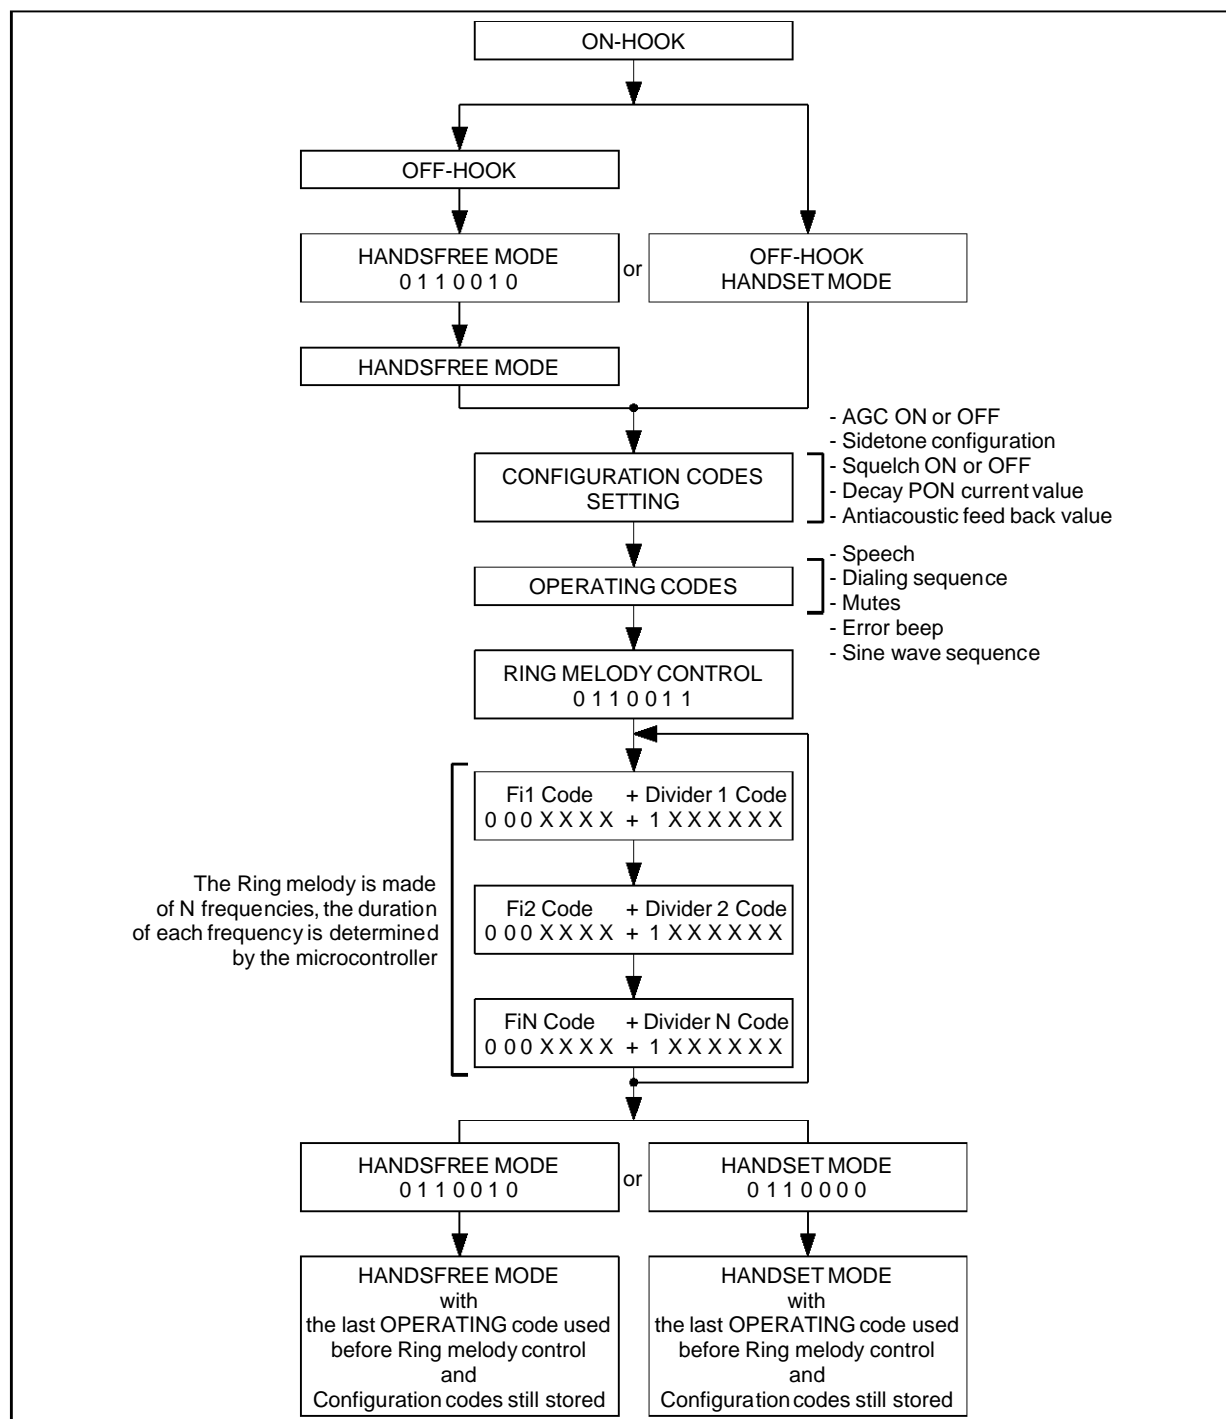 ON-HOOK
OFF-HOOK
HANDSFREE MODE
0 1 1 0 0 1 0
or
OFF-HOOK
HANDSET MODE
HANDSFREE MODE
CONFIGURATION CODES
SETTING
- AGC ON or OFF
- Sidetone configuration
- Squelch ON or OFF
- Decay PON current value
- Antiacoustic feed back value
OPERATING CODES
- Speech
- Dialing sequence
- Mutes
- Error beep
- Sine wave sequence
RING MELODY CONTROL
0 1 1 0 0 1 1
The Ring melody is made
of N frequencies, the duration
of each frequency is determined
by the microcontroller
Fi1 Code + Divider 1 Code
0 0 0 X X X X + 1 X X X X X X
Fi2 Code + Divider 2 Code
0 0 0 X X X X + 1 X X X X X X
FiN Code + Divider N Code
0 0 0 X X X X + 1 X X X X X X
HANDSFREE MODE
0 1 1 0 0 1 0
or
HANDSET MODE
0 1 1 0 0 0 0
HANDSFREE MODE
with
the last OPERATING code used
before Ring melody control
and
Configuration codes still stored
HANDSET MODE
with
the last OPERATING code used
before Ring melody control
and
Configuration codes still stored